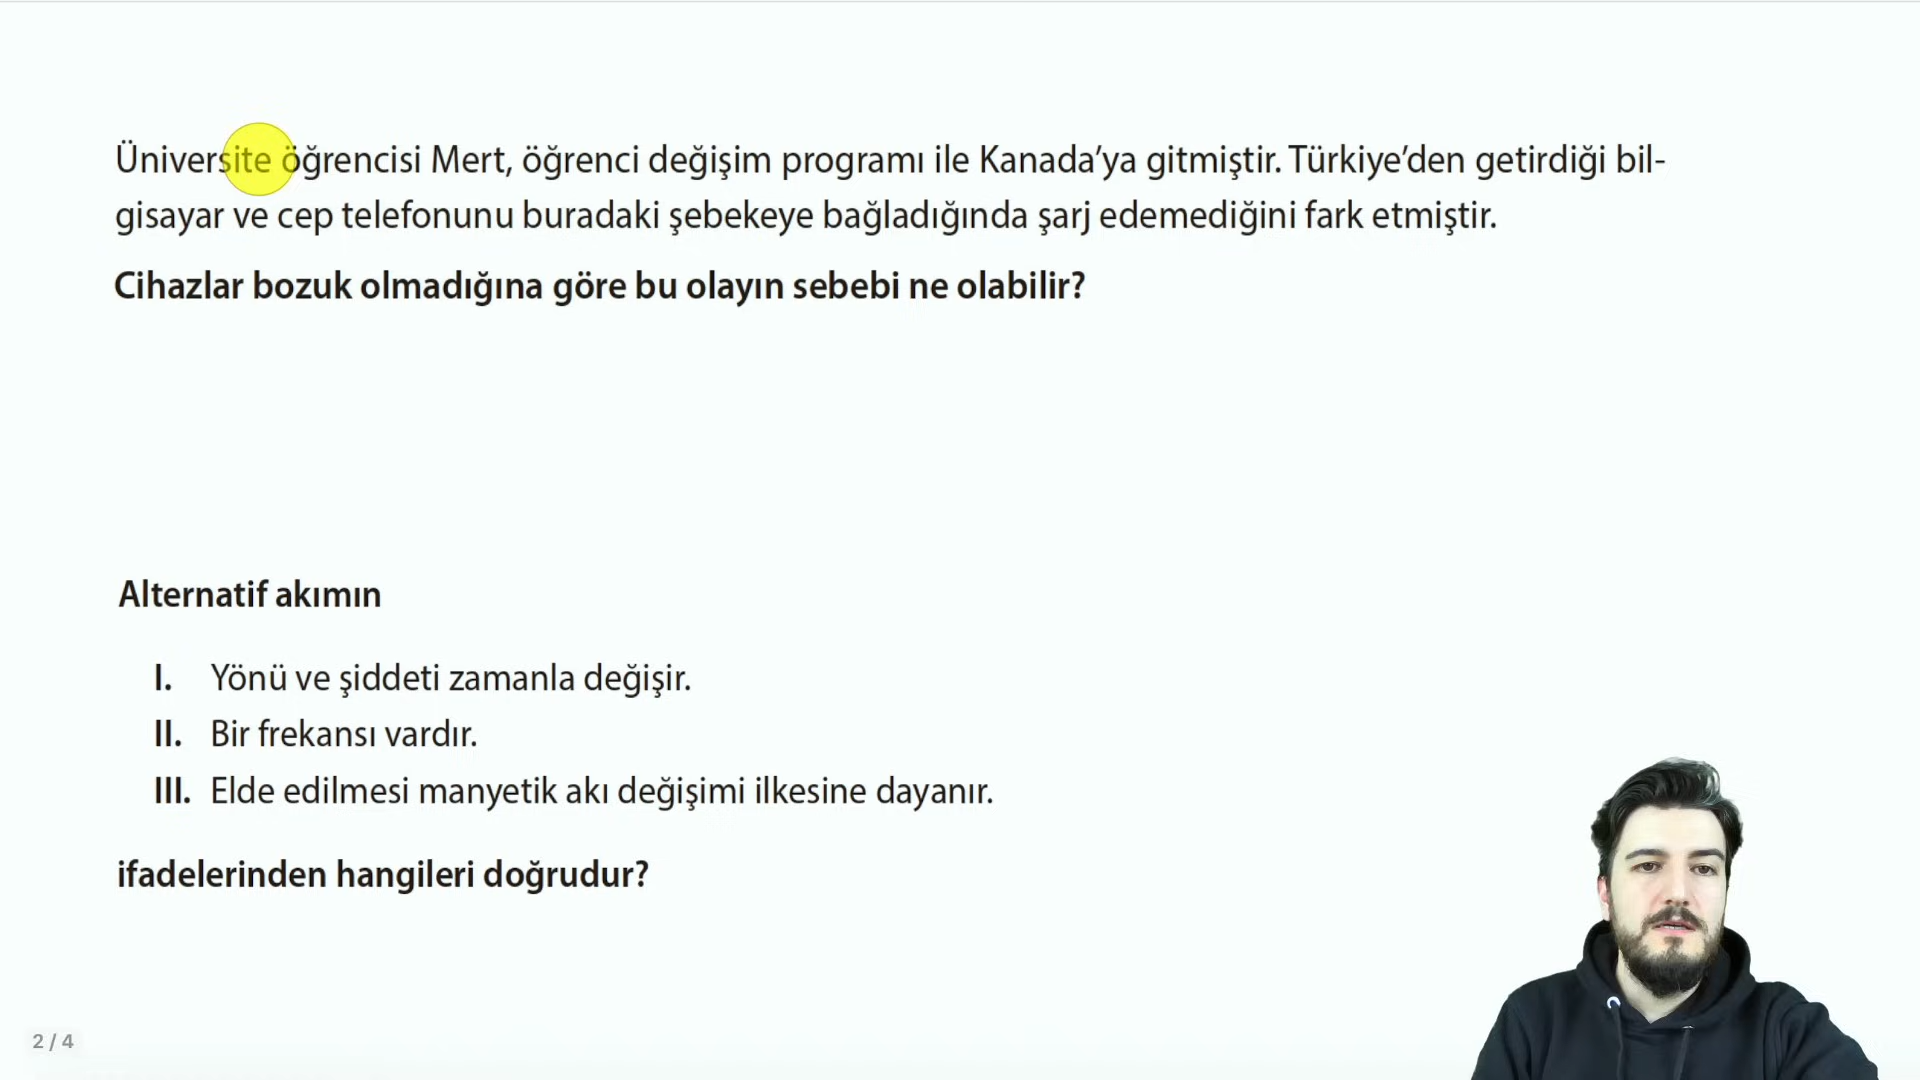 Üniversite öğrencisi Mert, öğrenci değişim programı ile Kanada’ya gitmiştir. Türkiye’den getirdiği bil-
gisayar ve cep telefonunu buradaki şebekeye bağladığında şarj edemediğini fark etmiştir.
Cihazlar bozuk olmadığına göre bu olayın sebebi ne olabilir?
Alternatif akımın
I. Yönü ve şiddeti zamanla değişir.
II. Bir frekansı vardır.
III. Elde edilmesi manyetik akı değişimi ilkesine dayanır.
ifadelerinden hangileri doğrudur?
2 / 4